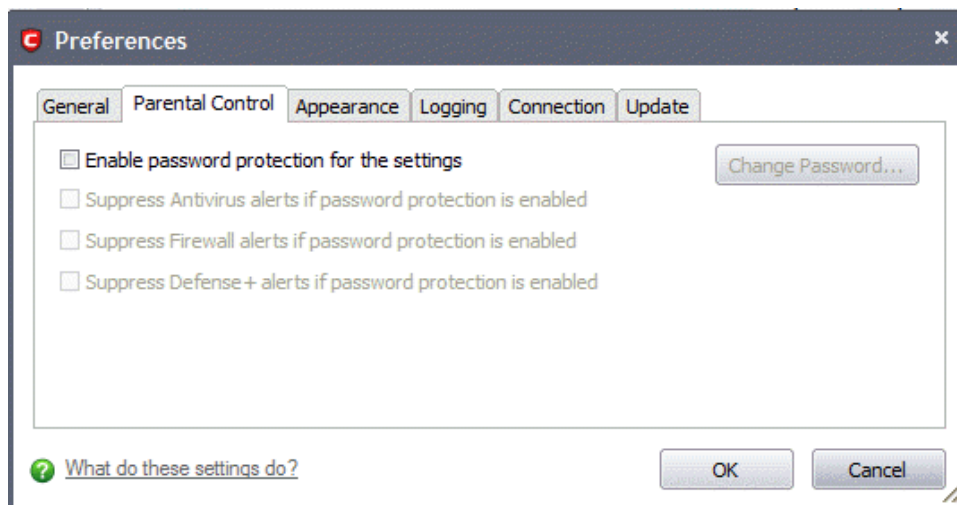 Preferences
General Parental Control Appearance Logging Connection Update
Enable password protection for the settings
Change Password...
Suppress Antivirus alerts if password protection is enabled
Suppress Firewall alerts if password protection is enabled
Suppress Defense+ alerts if password protection is enabled
What do these settings do?
OK Cancel